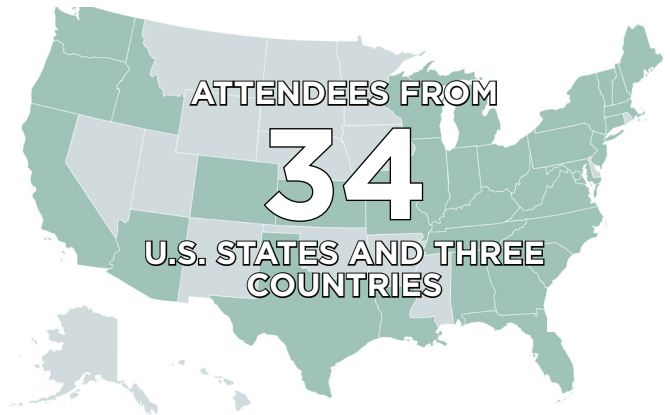 ATTENDEES FROM
34
U.S. STATES AND THREE
COUNTRIES